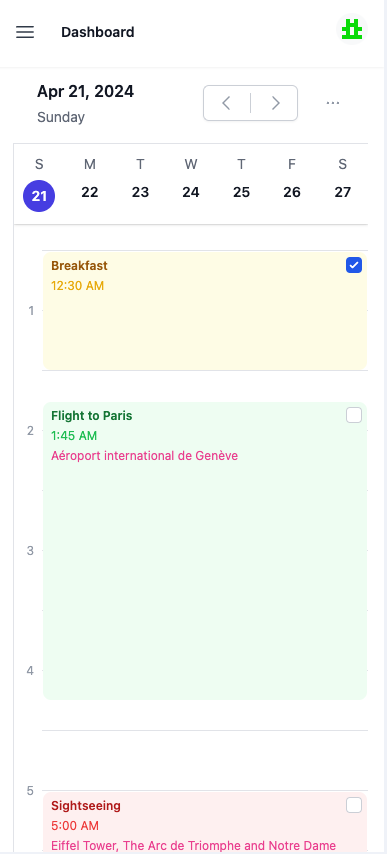 Dashboard
Apr 21, 2024
Sunday
S M T W T F S
21 22 23 24 25 26 27
Breakfast
12:30 AM
1
Flight to Paris
2
1:45 AM
Aéroport international de Genève
3
4
5
Sightseeing
5:00 AM
Eiffel Tower, The Arc de Triomphe and Notre Dame